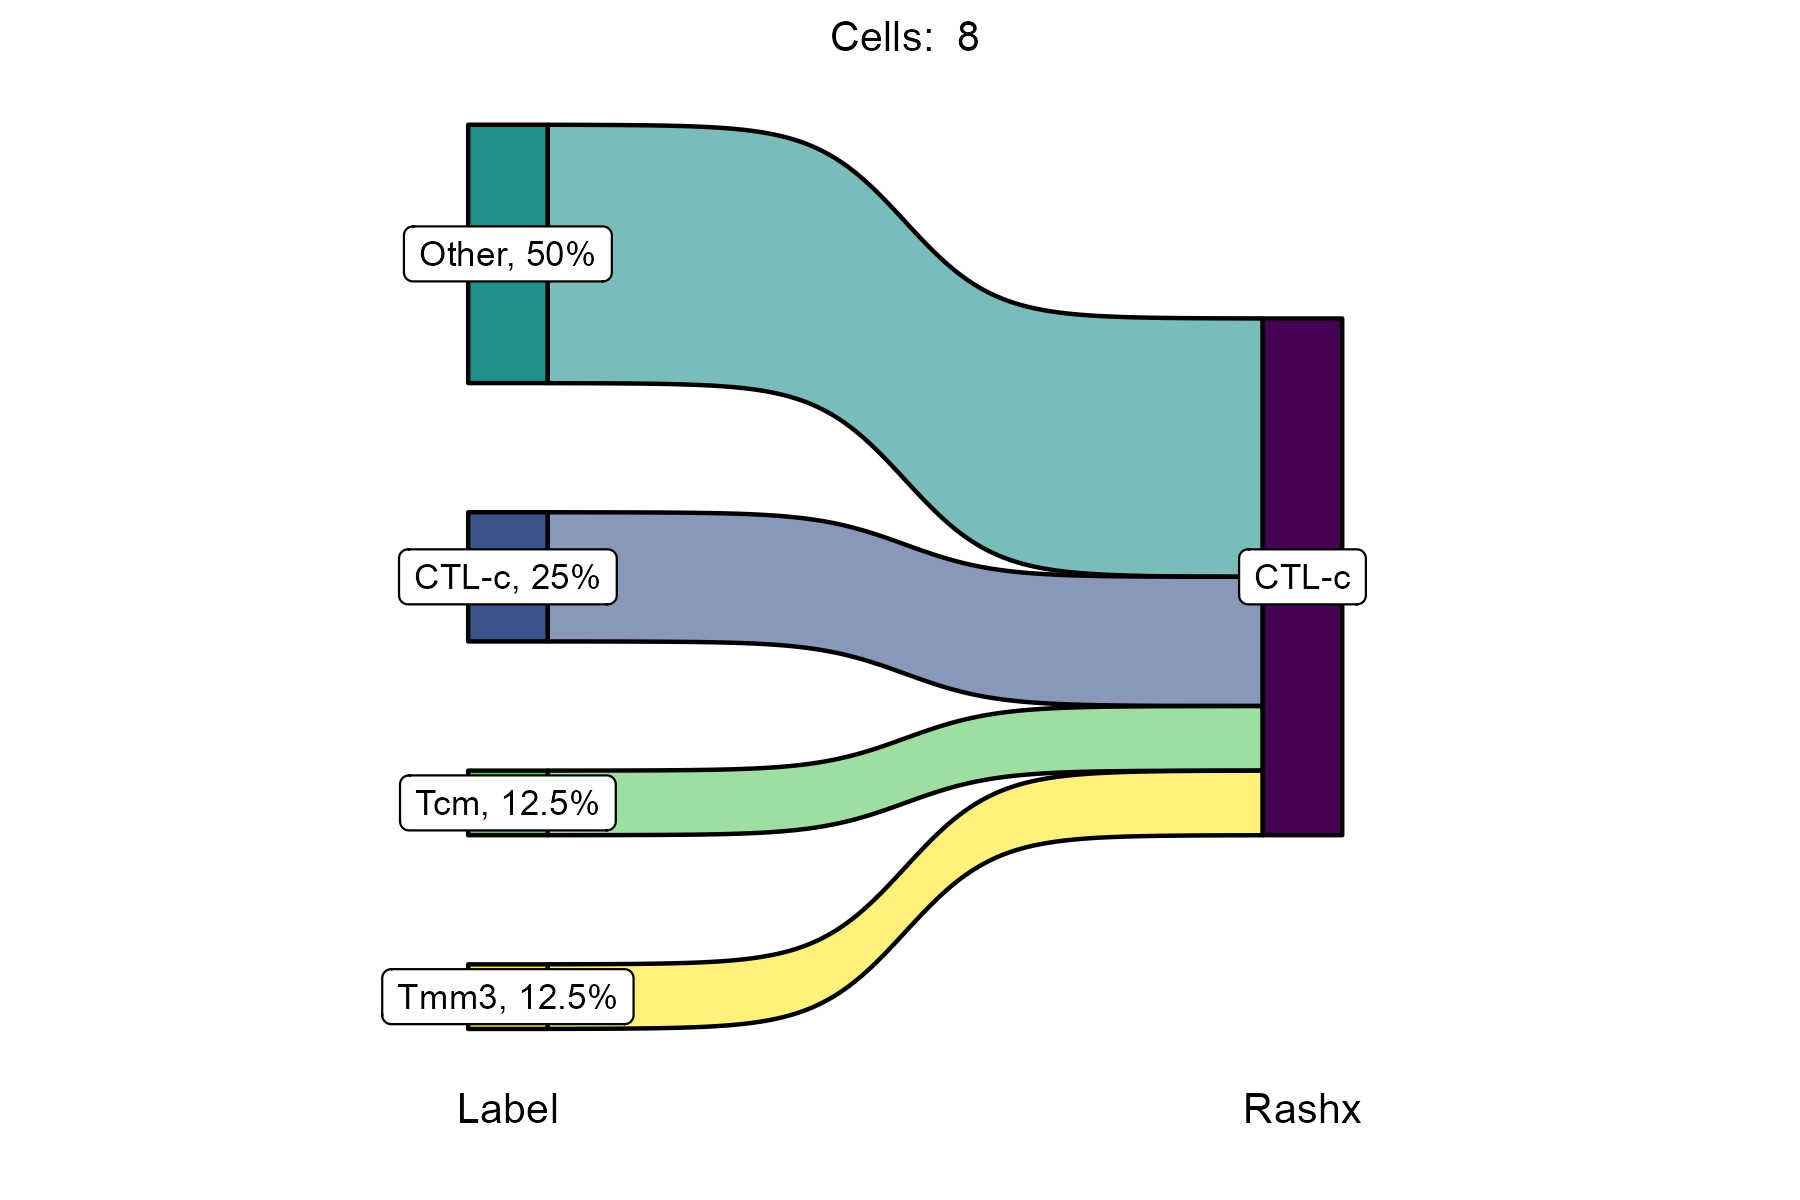 Cells:  8
Other, 50%
CTL-c, 25%
CTL-c
Tcm, 12.5%
Tmm3, 12.5%
Label
Rashx